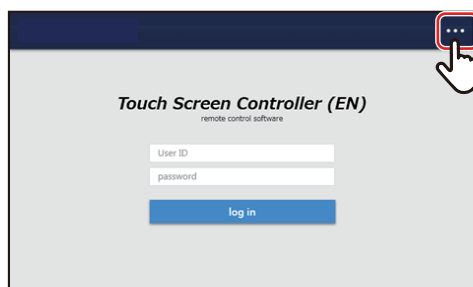 ...
Touch Screen Controller (EN)
remote control software
User ID
password
log in